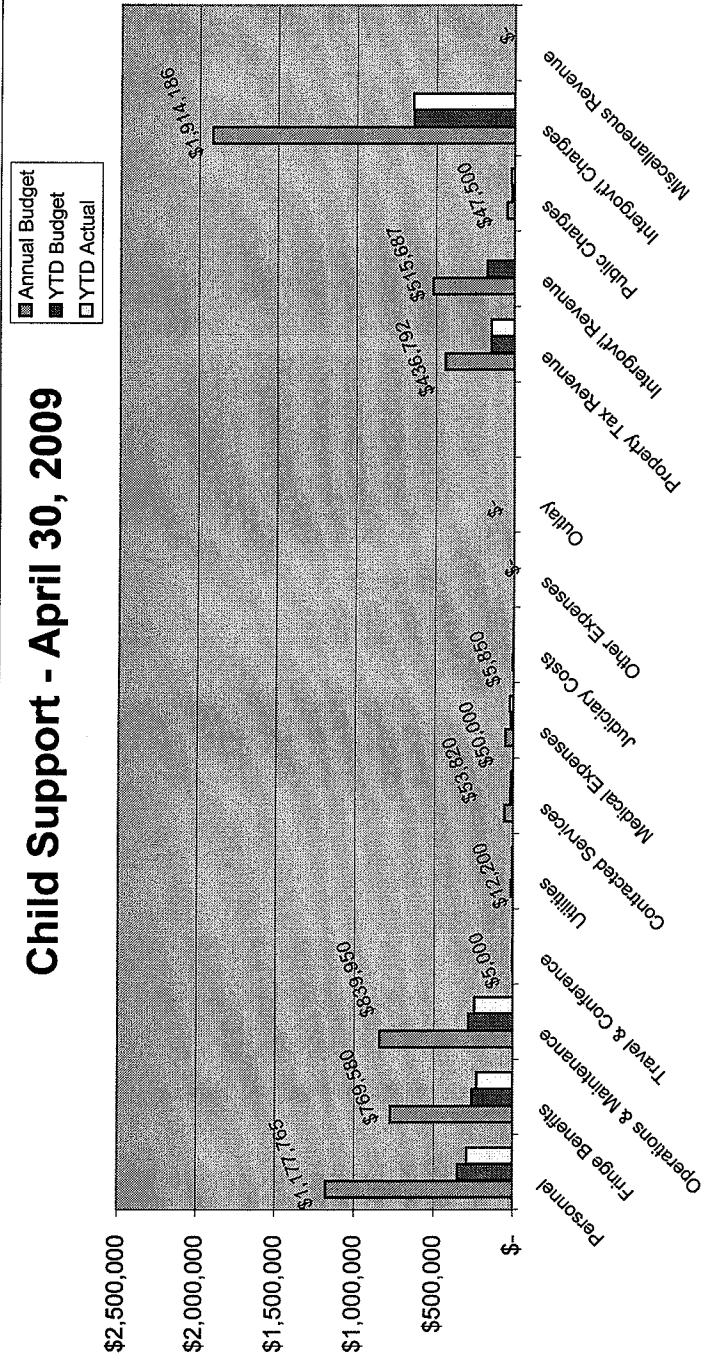 Child Support - April 30, 2009
Annual Budget
YTD Budget
YTD Actual
$2,500,000
$2,000,000
$1,500,000
$1,000,000
$500,000
$-
$1,177,765
$769,580
$839,950
$5,000
$12,200
$53,820
$50,000
$5,850
$-
$-
$436,792
$515,687
$47,500
$1,914,186
$-
Personnel
Fringe Benefits
Operations & Maintenance
Travel & Conference
Utilities
Contracted Services
Medical Expenses
Judiciary Costs
Other Expenses
Outlay
Property Tax Revenue
Intergovt'l Revenue
Public Charges
Intergovt'l Charges
Miscellaneous Revenue